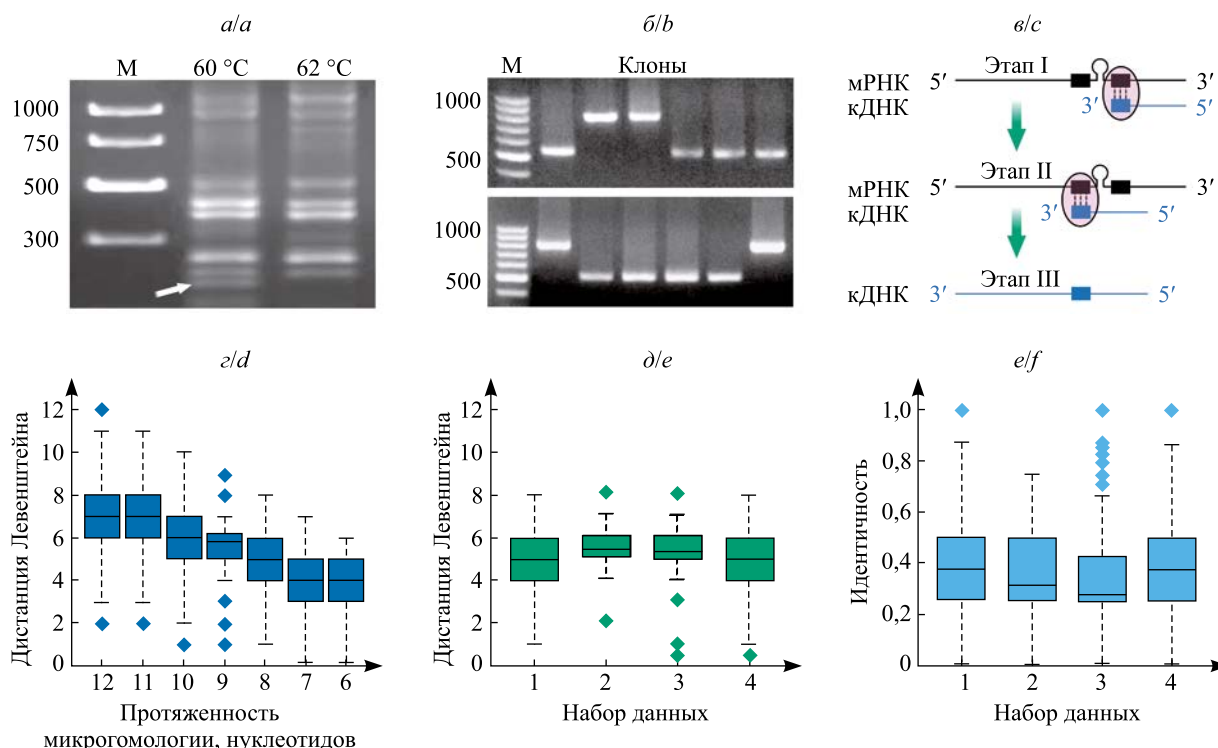 а/a
М 60 °C 62 °C
1000
750
500
300
б/b
М Клоны
1000
500
1000
500
в/c
Этап I
мРНК 5′ 3′
кДНК 3′ 5′
Этап II
мРНК 5′ 3′
кДНК 3′ 5′
Этап III
кДНК 3′ 5′
г/d
Дистанция Левенштейна
12
10
8
6
4
2
0
12 11 10 9 8 7 6
Протяженность
микрогомологии, нуклеотидов
д/e
Дистанция Левенштейна
12
10
8
6
4
2
0
1 2 3 4
Набор данных
е/f
Идентичность
1,0
0,8
0,6
0,4
0,2
0
1 2 3 4
Набор данных